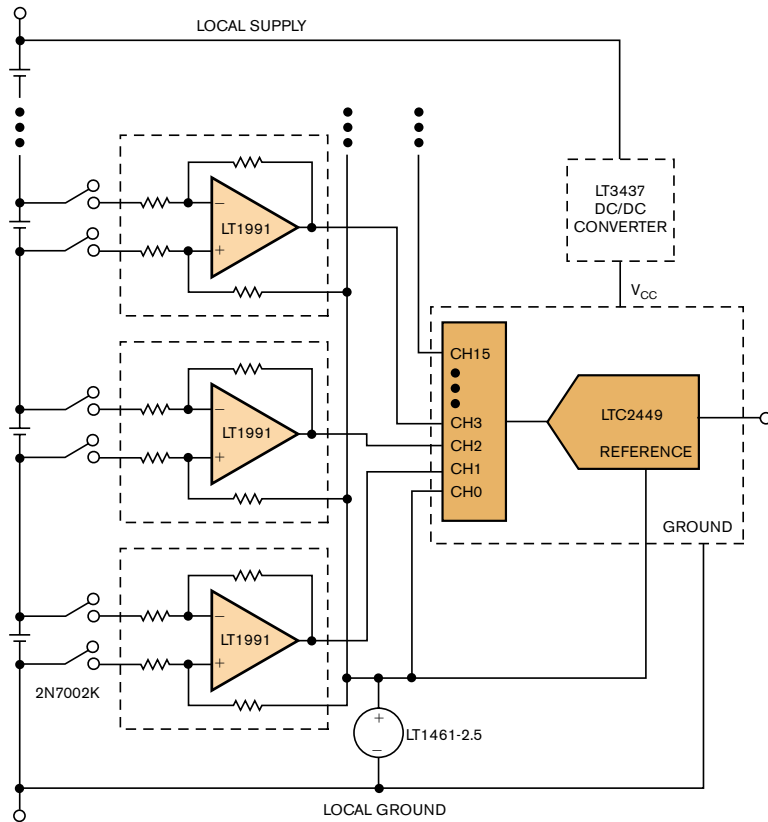 LOCAL SUPPLY
LT3437
DC/DC
CONVERTER
VCC
−
LT1991
+
CH15
CH3
CH2
CH1
CH0
LTC2449
REFERENCE
GROUND
−
LT1991
+
−
LT1991
+
2N7002K
+
−
LT1461-2.5
LOCAL GROUND